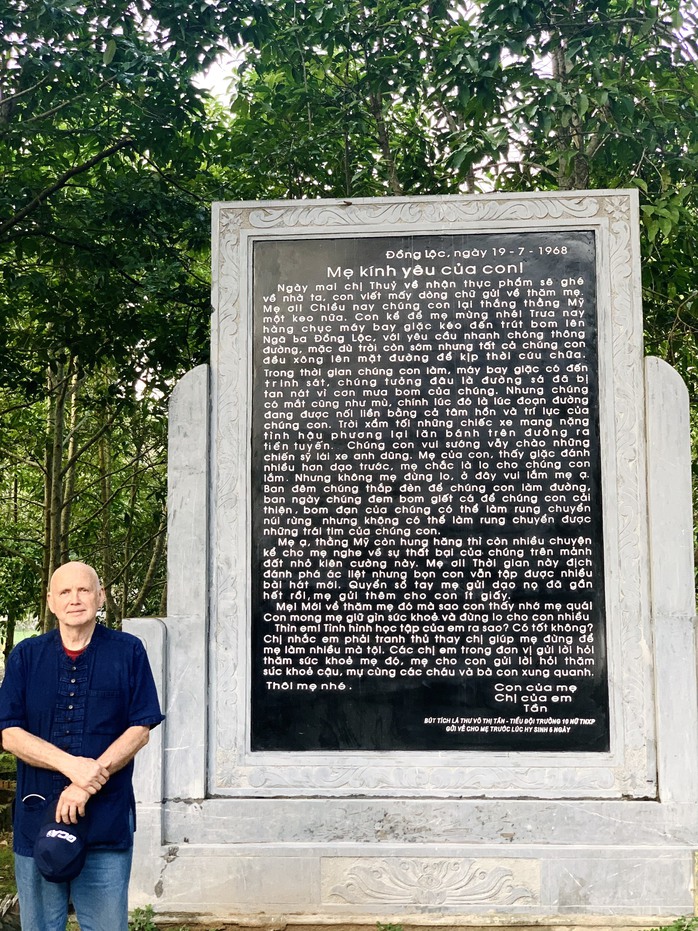 Đồng Lộc, ngày 19-7-1968
Mẹ kính yêu của con!
Ngày mai chị Thuỷ về nhận thực phẩm sẽ ghé
về nhà ta, con viết mấy dòng chữ gửi về thăm mẹ.
Mẹ ơi! Chiều nay chúng con lại thắng thằng Mỹ
một keo nữa. Con kể để mẹ mừng nhé! Trưa nay
hàng chục máy bay giặc kéo đến trút bom lên
Ngã ba Đồng Lộc, với yêu cầu nhanh chóng thông
đường, mặc dù trời còn sớm nhưng tất cả chúng con
đều xông lên mặt đường để kịp thời cứu chữa.
Trong thời gian chúng con làm, máy bay giặc có đến
trinh sát, chúng tưởng đâu là đường sá đã bị
tan nát vì cơn mưa bom của chúng. Nhưng chúng
có mắt cũng như mù, chính lúc đó là lúc đoạn đường
đang được nối liền bằng cả tâm hồn và trí lực của
chúng con. Trời xẩm tối những chiếc xe mang nặng
tình hậu phương lại lăn bánh trên đường ra
tiền tuyến. Chúng con vui sướng vẫy chào những
chiến sỹ lái xe anh dũng. Mẹ của con, thấy giặc đánh
nhiều hơn dạo trước, mẹ chắc là lo cho chúng con
lắm. Nhưng không mẹ đừng lo, ở đây vui lắm mẹ ạ.
Ban đêm chúng thắp đèn để chúng con làm đường,
ban ngày chúng đem bom giết cá để chúng con cải
thiện, bom đạn của chúng có thể làm rung chuyển
núi rừng nhưng không có thể làm rung chuyển được
những trái tim của chúng con.
Mẹ ạ, thằng Mỹ còn hung hăng thì còn nhiều chuyện
kể cho mẹ nghe về sự thất bại của chúng trên mảnh
đất nhỏ kiên cường này. Mẹ ơi! Thời gian này địch
đánh phá ác liệt nhưng bọn con vẫn tập được nhiều
bài hát mới. Quyển sổ tay mẹ gửi dạo nọ đã gần
hết rồi, mẹ gửi thêm cho con ít giấy.
Mẹ! Mới về thăm mẹ đó mà sao con thấy nhớ mẹ quá!
Con mong mẹ giữ gìn sức khoẻ và đừng lo cho con nhiều
Thìn em! Tình hình học tập của em ra sao? Có tốt không?
Chị nhắc em phải tranh thủ thay chị giúp mẹ đừng để
mẹ làm nhiều mà tội. Các chị em trong đơn vị gửi lời hỏi
thăm sức khoẻ mẹ đó, mẹ cho con gửi lời hỏi thăm
sức khoẻ cậu, mụ cùng các cháu và bà con xung quanh.
Thôi mẹ nhé.
Con của mẹ
Chị của em
Tần
BÚT TÍCH LÁ THƯ VÕ THỊ TẦN - TIỂU ĐỘI TRƯỞNG 10 NỮ TNXP
GỬI VỀ CHO MẸ TRƯỚC LÚC HY SINH 5 NGÀY